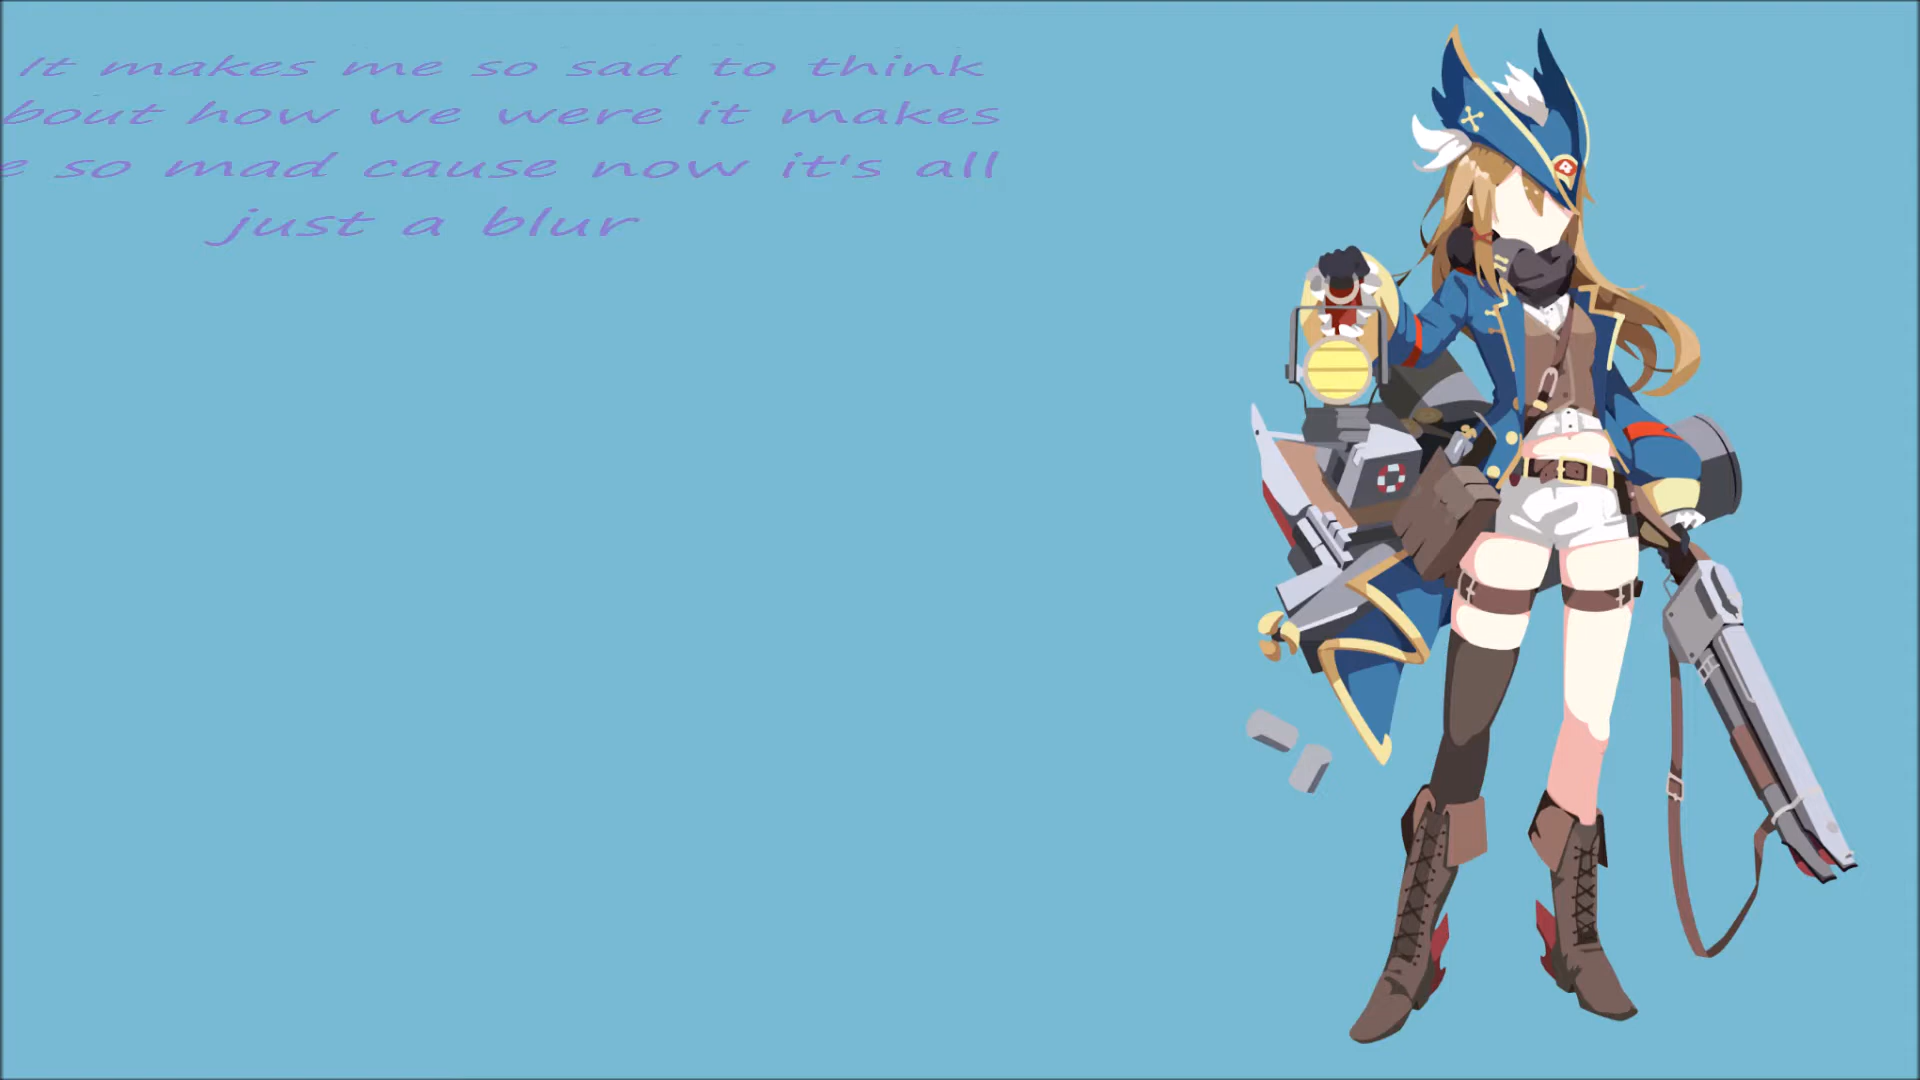 It makes me so sad to think
bout how we were it makes
e so mad cause now it's all
just a blur